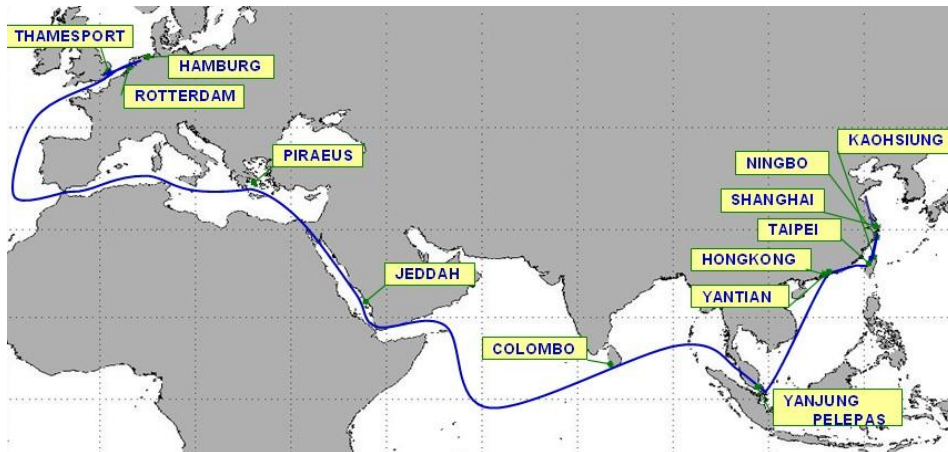 THAMESPORT
HAMBURG
ROTTERDAM
KAOHSIUNG
PIRAEUS
NINGBO
SHANGHAI
TAIPEI
HONGKONG
JEDDAH
YANTIAN
COLOMBO
YANJUNG
PELEPAS